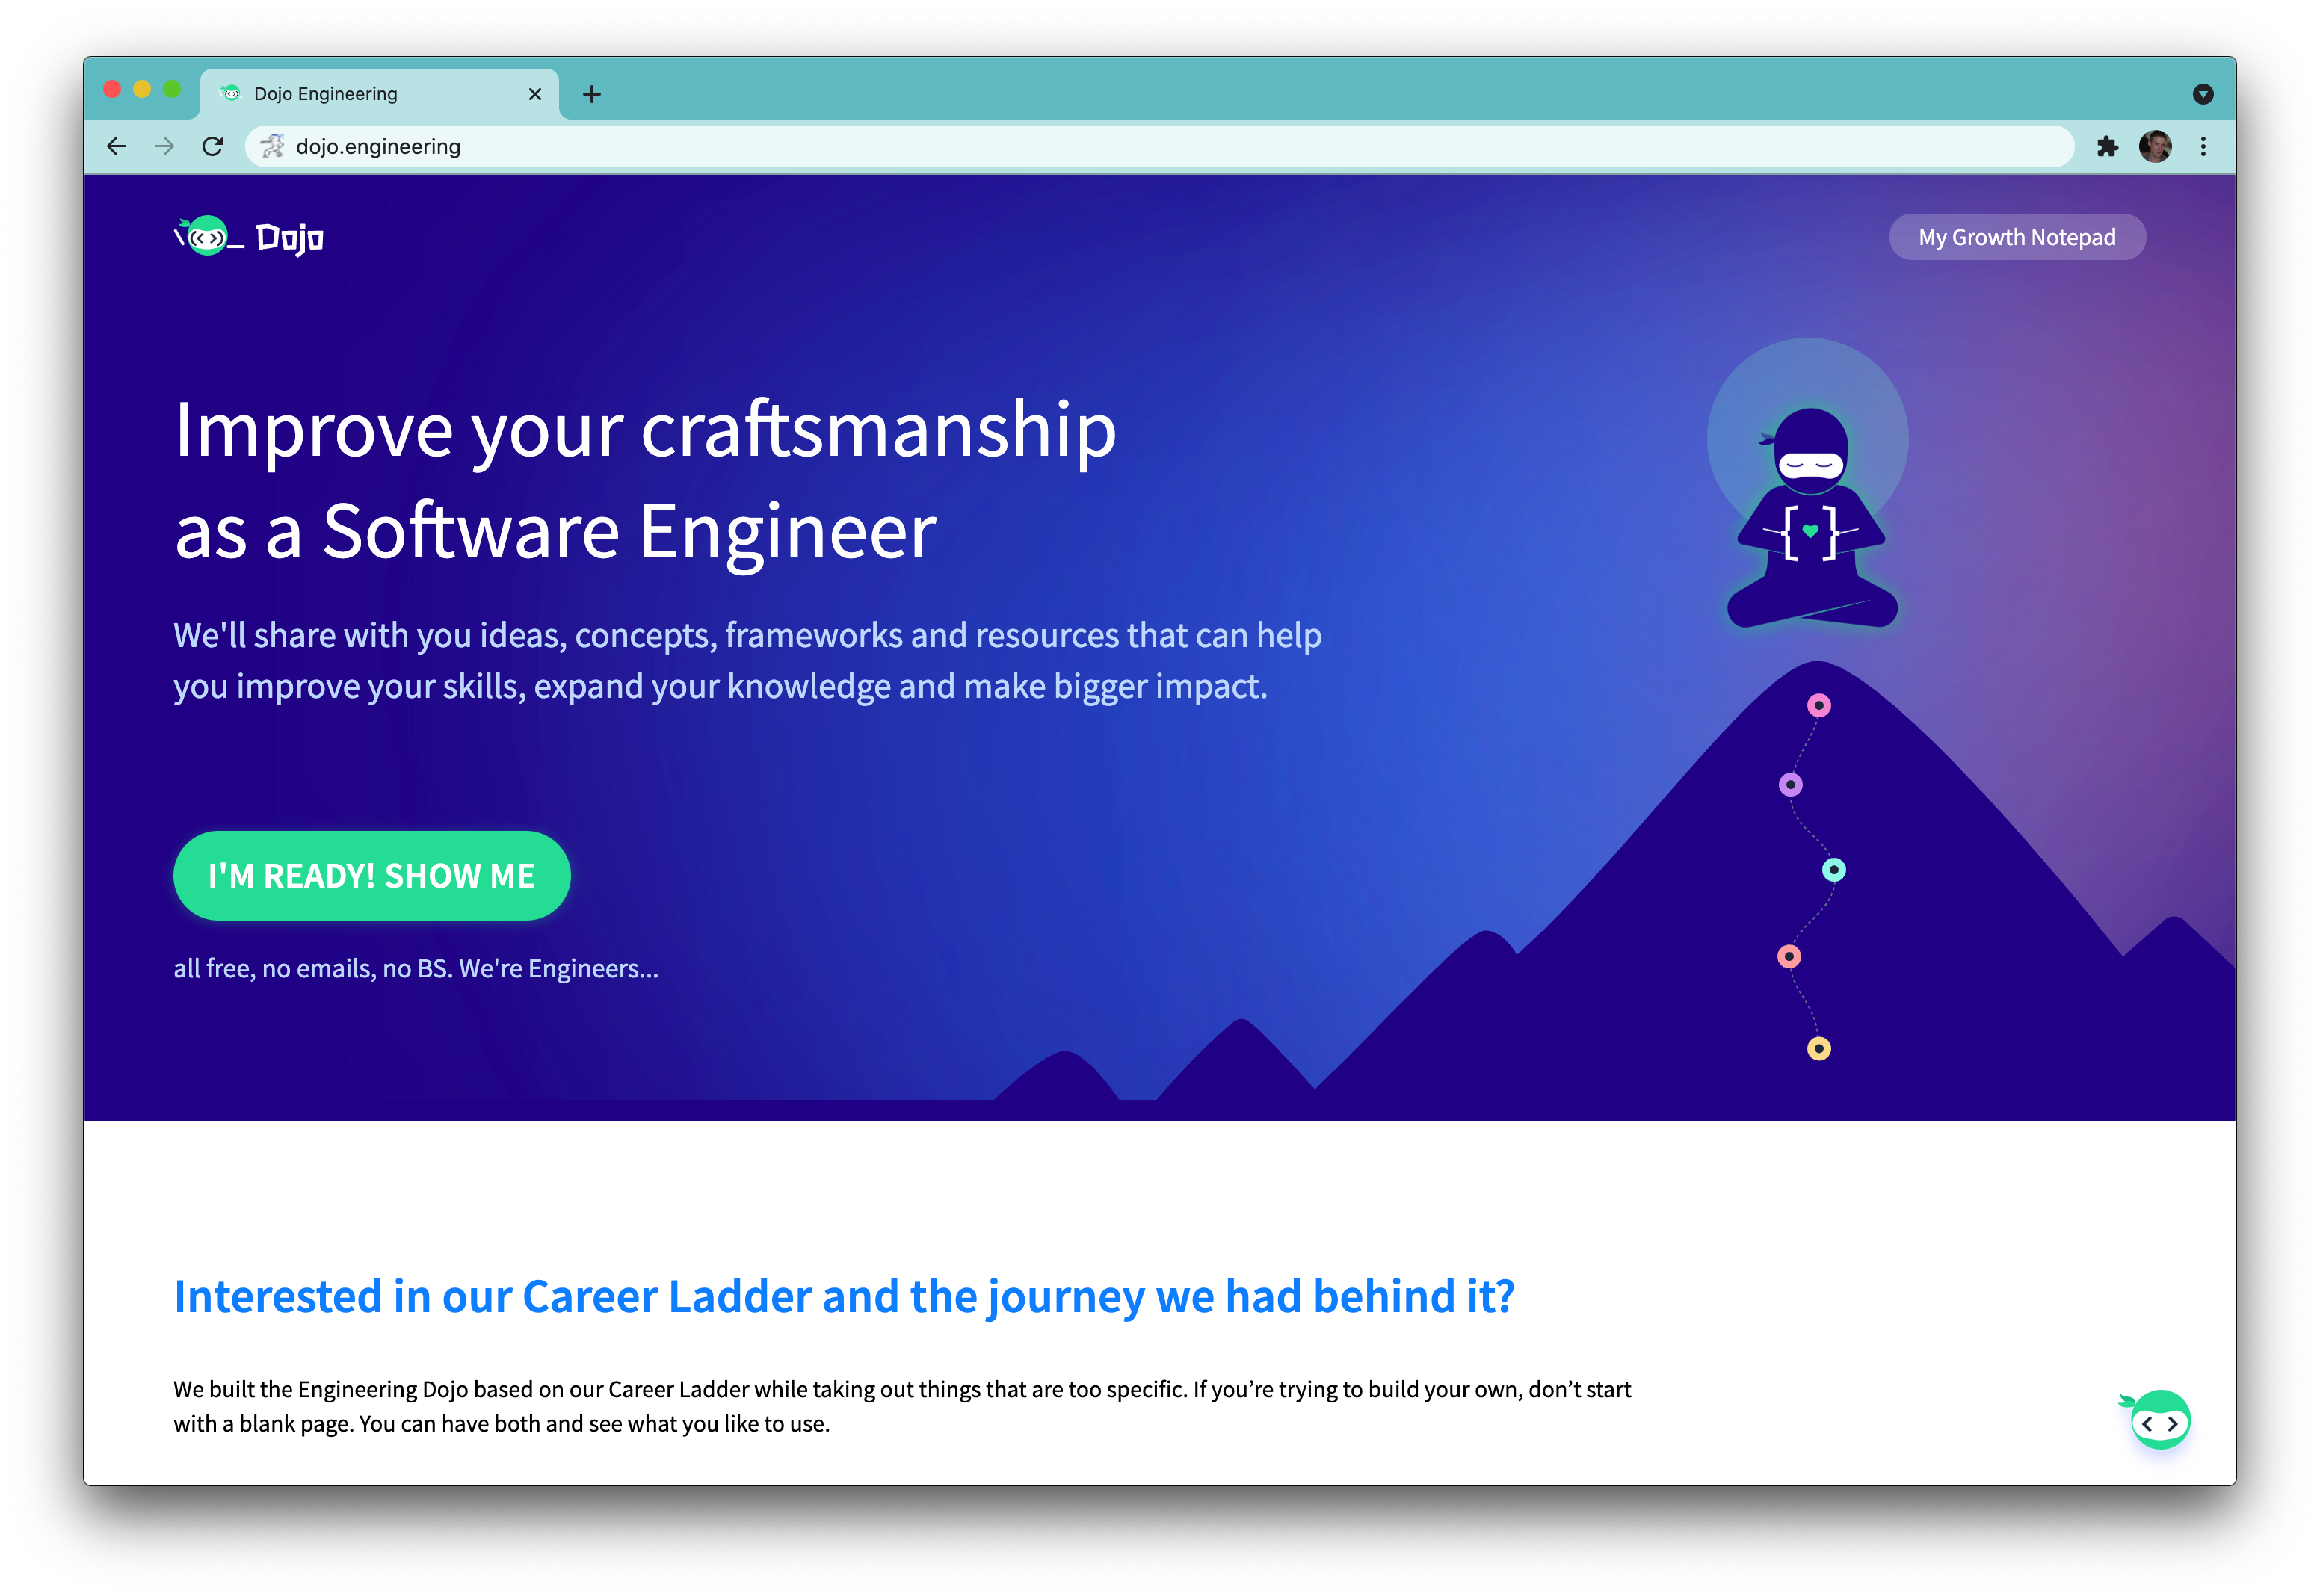 Dojo Engineering
dojo.engineering
Dojo
My Growth Notepad
Improve your craftsmanship
as a Software Engineer
We'll share with you ideas, concepts, frameworks and resources that can help
you improve your skills, expand your knowledge and make bigger impact.
I'M READY! SHOW ME
all free, no emails, no BS. We're Engineers...
Interested in our Career Ladder and the journey we had behind it?
We built the Engineering Dojo based on our Career Ladder while taking out things that are too specific. If you’re trying to build your own, don’t start
with a blank page. You can have both and see what you like to use.